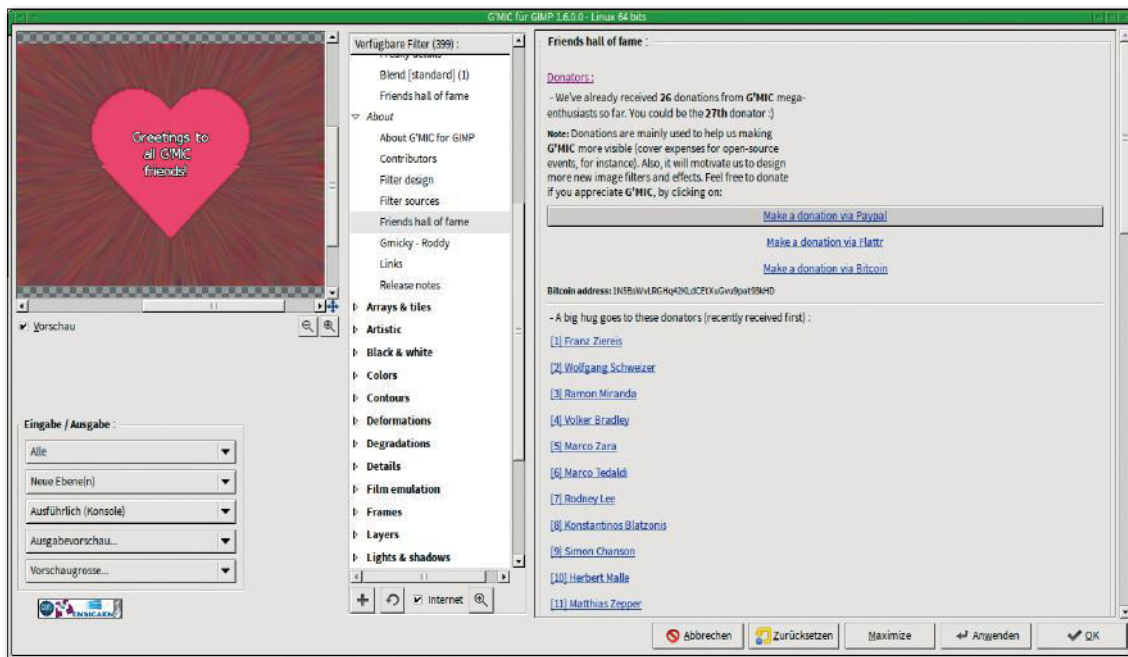 G'MIC für GIMP 1.6.0.0 - Linux 64 bits
Greetings to
all G'MIC
friends!
Vorschau
Eingabe / Ausgabe :
Alle
Neue Ebene(n)
Ausführlich (Konsole)
Ausgabevorschau...
Vorschaugrosse...
ENSICAEN
Verfügbare Filter (399) :
Freaky details
Blend [standard] (1)
Friends hall of fame
About
About G'MIC for GIMP
Contributors
Filter design
Filter sources
Friends hall of fame
Gmicky - Roddy
Links
Release notes
Arrays & tiles
Artistic
Black & white
Colors
Contours
Deformations
Degradations
Details
Film emulation
Frames
Layers
Lights & shadows
Internet
Friends hall of fame :
Donators :
- We've already received 26 donations from G'MIC mega-
enthusiasts so far. You could be the 27th donator :)
Note: Donations are mainly used to help us making
G'MIC more visible (cover expenses for open-source
events, for instance). Also, it will motivate us to design
more new image filters and effects. Feel free to donate
if you appreciate G'MIC, by clicking on:
Make a donation via Paypal
Make a donation via Flattr
Make a donation via Bitcoin
Bitcoin address:
- A big hug goes to these donators (recently received first) :
[1] Franz Ziereis
[2] Wolfgang Schweizer
[3] Ramon Miranda
[4] Volker Bradley
[5] Marco Zara
[6] Marco Tedaldi
[7] Rodney Lee
[8] Konstantinos Blatzonis
[9] Simon Chanson
[10] Herbert Malle
[11] Matthias Zepper
Abbrechen
Zurücksetzen
Maximize
Anwenden
OK